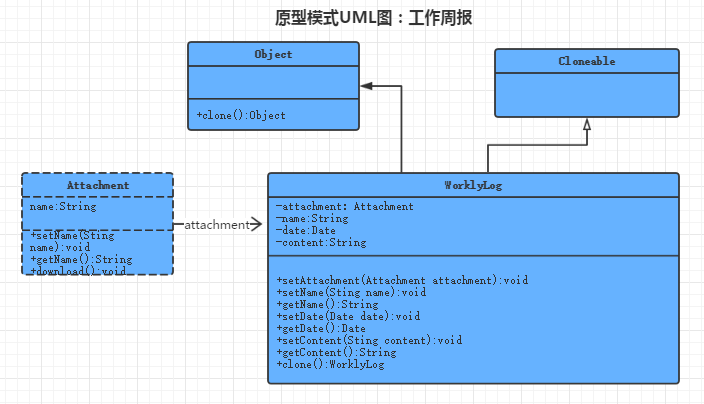 原型模式UML图：工作周报
Object
+clone():Object
Cloneable
Attachment
name:String
+setName(Sting
name):void
+getName():String
+download():void
attachment
WorklyLog
-attachment: Attachment
-name:String
-date:Date
-content:String
+setAttachment(Attachment attachment):void
+setName(Sting name):void
+getName():String
+setDate(Date date):void
+getDate():Date
+setContent(Sting content):void
+getContent():String
+clone():WorklyLog